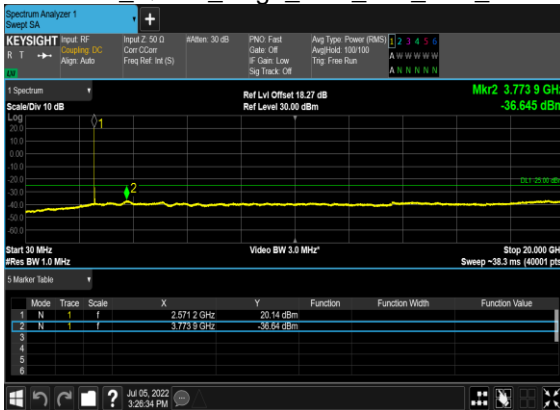 Spectrum Analyzer 1
Swept SA
KEYSIGHT Input: RF Input Z: 50 Ω #Atten: 30 dB PNO: Fast Avg Type: Power (RMS) 1 2 3 4 5 6
R T Coupling: DC Corr CCorr Gate: Off Avg|Hold: 100/100 A W W W W W
Align: Auto Freq Ref: Int (S) IF Gain: Low Trig: Free Run
Sig Track: Off A N N N N N
1 Spectrum Ref Lvl Offset 18.27 dB Mkr2 3.773 9 GHz
Scale/Div 10 dB Ref Level 30.00 dBm -36.645 dBm
Log
20.0 1
10.0
0.00
-10.0
-20.0 DL1 -25.00 dB
-30.0 2
-40.0
-50.0
-60.0
Start 30 MHz Video BW 3.0 MHz* Stop 20.000 GH
#Res BW 1.0 MHz Sweep ~38.3 ms (40001 pts
5 Marker Table
Mode Trace Scale X Y Function Function Width Function Value
1 N 1 f 2.571 2 GHz 20.14 dBm
2 N 1 f 3.773 9 GHz -36.64 dBm
3
4
5
6
? Jul 05, 2022
3:26:34 PM